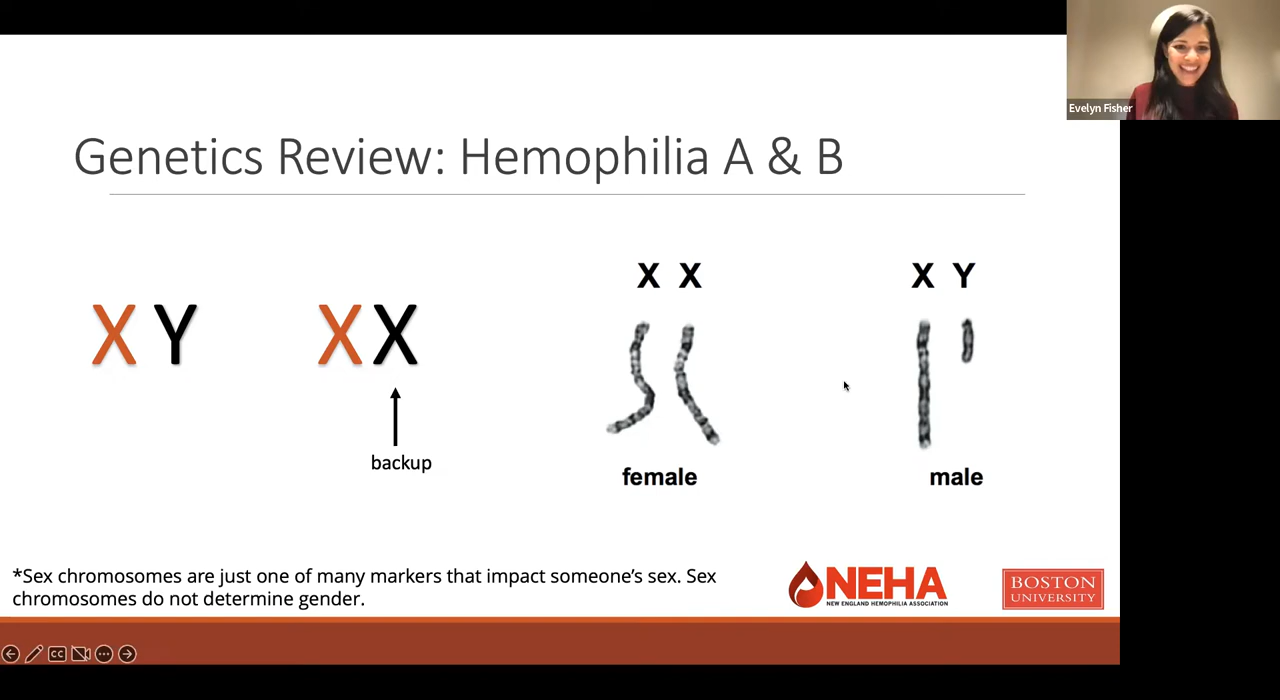 Evelyn Fisher
Genetics Review: Hemophilia A & B
X Y
X X
backup
X X
female
X Y
male
*Sex chromosomes are just one of many markers that impact someone's sex. Sex
chromosomes do not determine gender.
NEHA
NEW ENGLAND HEMOPHILIA ASSOCIATION
BOSTON
UNIVERSITY
CC